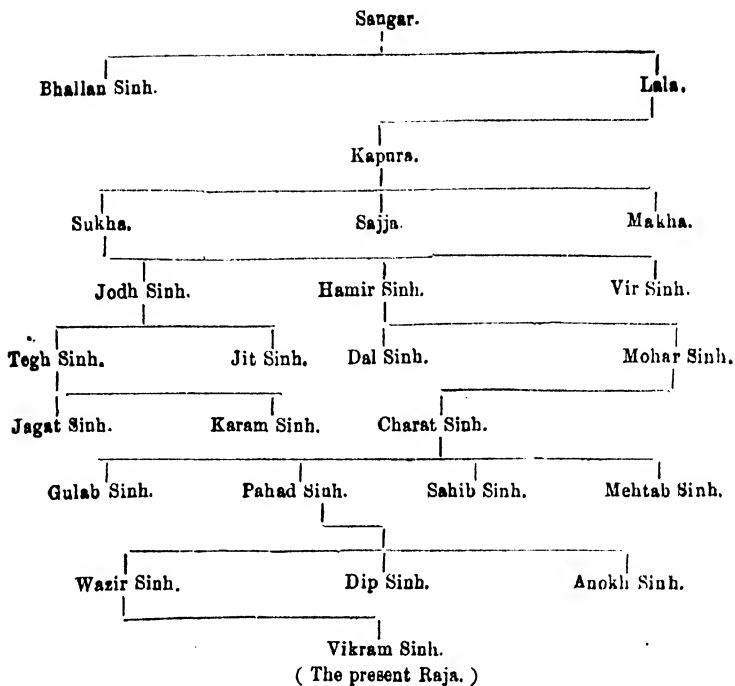 Sangar.
Bhallan Sinh. Lala.
Kapura.
Sukha. Sajja. Makha.
Jodh Sinh. Hamir Sinh. Vir Sinh.
Tegh Sinh. Jit Sinh. Dal Sinh. Mohar Sinh.
Jagat Sinh. Karam Sinh. Charat Sinh.
Gulab Sinh. Pahad Sinh. Sahib Sinh. Mehtab Sinh.
Wazir Sinh. Dip Sinh. Anokh Sinh.
Vikram Sinh.
( The present Raja. )